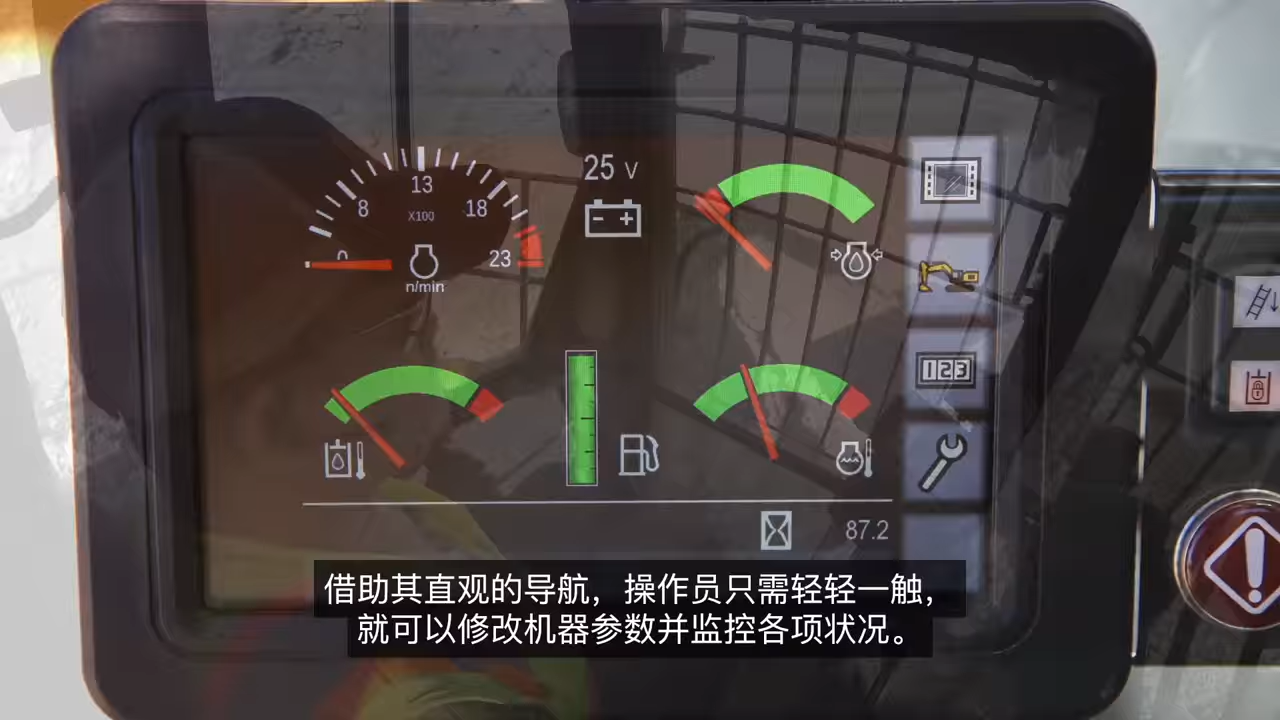 25 V
13
8
X100
18
23
n/min
123
87.2
借助其直观的导航，操作员只需轻轻一触，
就可以修改机器参数并监控各项状况。